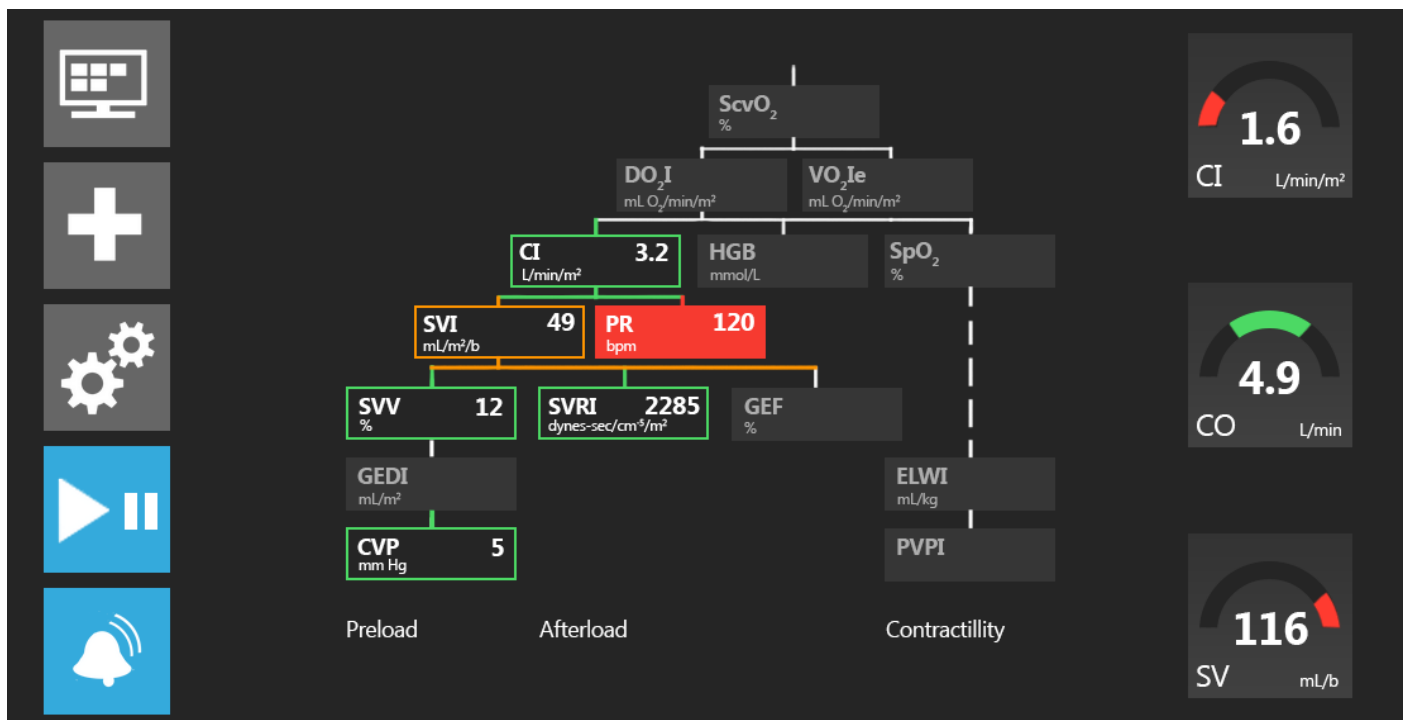 ScvO₂
%
DO₂I
mL O₂/min/m²
VO₂Ie
mL O₂/min/m²
CI 3.2
L/min/m²
HGB
mmol/L
SpO₂
%
SVI 49
mL/m²/b
PR 120
bpm
SVV 12
%
SVRI 2285
dynes-sec/cm⁻⁵/m²
GEF
%
GEDI
mL/m²
ELWI
mL/kg
CVP 5
mm Hg
PVPI
Preload
Afterload
Contractillity
1.6
CI L/min/m²
4.9
CO L/min
116
SV mL/b